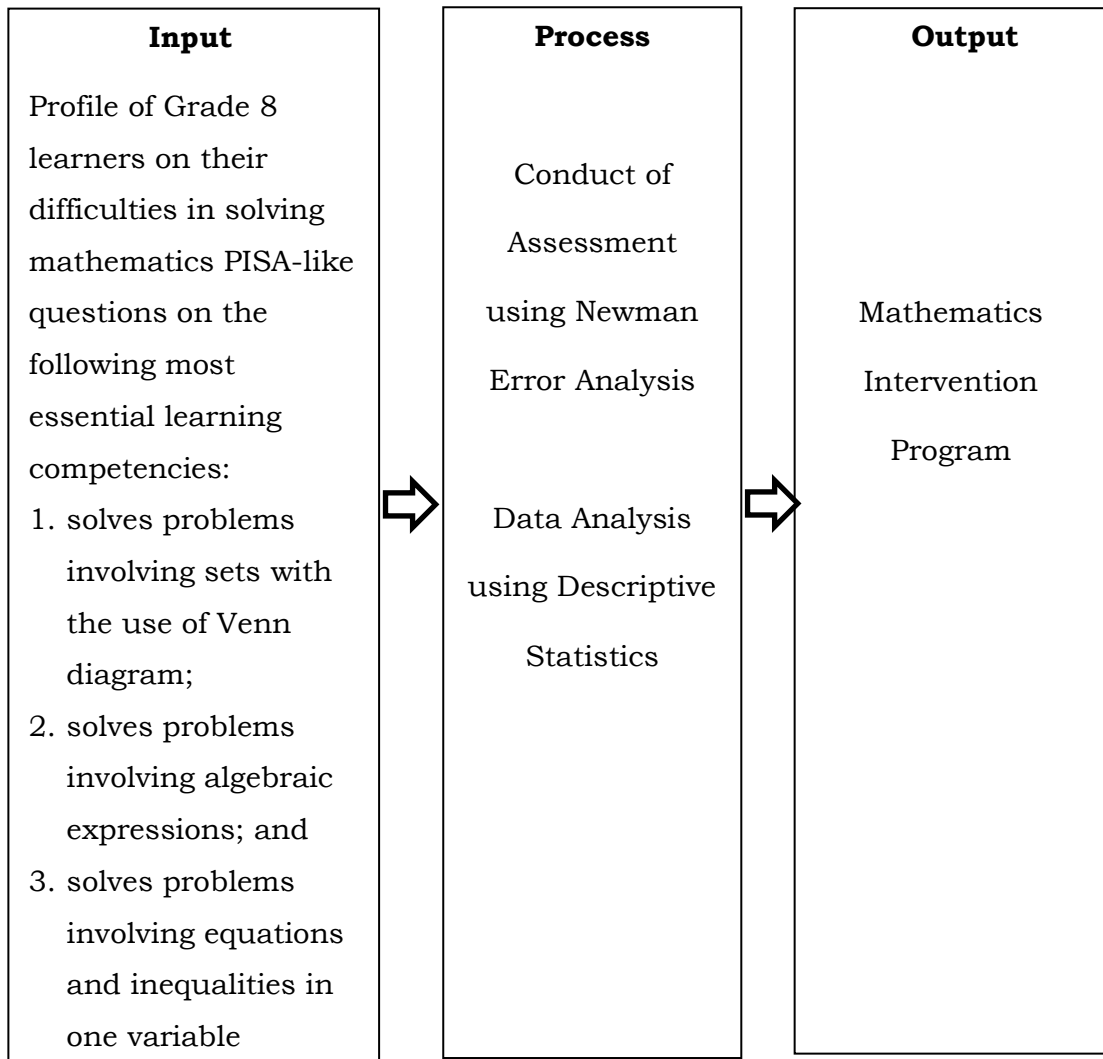 Input
Profile of Grade 8
learners on their
difficulties in solving
mathematics PISA-like
questions on the
following most
essential learning
competencies:
1. solves problems
involving sets with
the use of Venn
diagram;
2. solves problems
involving algebraic
expressions; and
3. solves problems
involving equations
and inequalities in
one variable
Process
Conduct of
Assessment
using Newman
Error Analysis
Data Analysis
using Descriptive
Statistics
Output
Mathematics
Intervention
Program